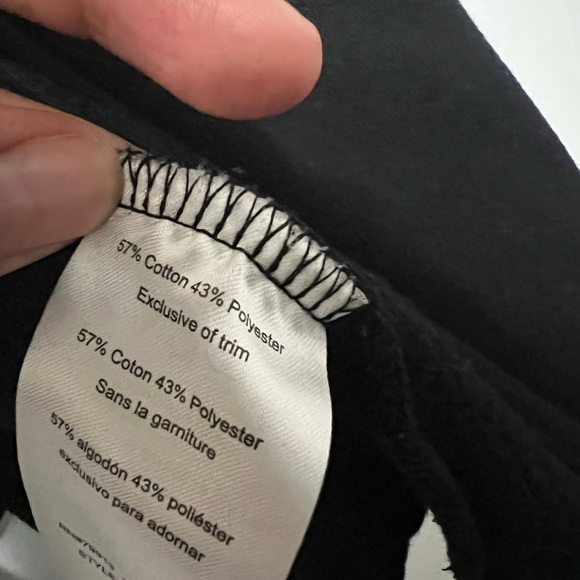 57% Cotton 43% Polyester
Exclusive of trim
57% Coton 43% Polyester
Sans la garniture
57% algodón 43% poliéster
exclusivo para adornar
STYLE